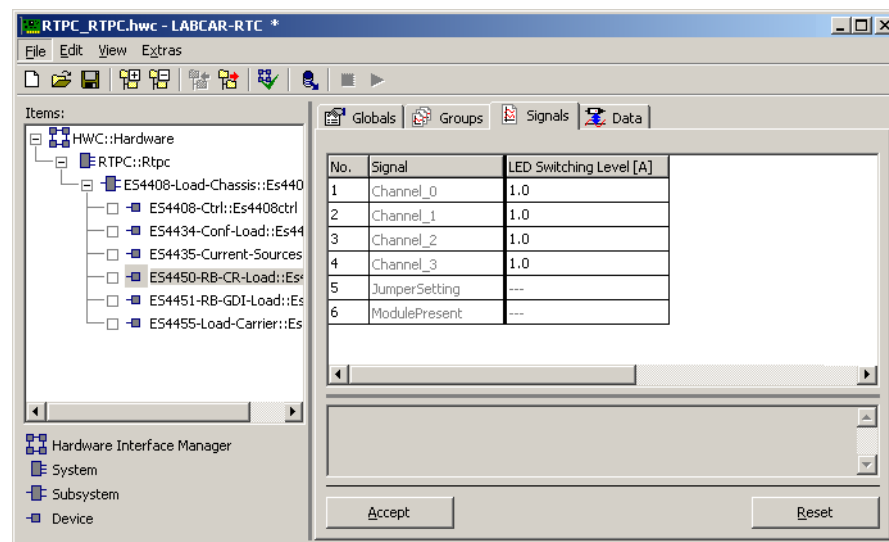 RTPC_RTPC.hwc - LABCAR-RTC *
File Edit View Extras
Items:
HWC::Hardware
RTPC::Rtpc
ES4408-Load-Chassis::Es440
ES4408-Ctrl::Es4408ctrl
ES4434-Conf-Load::Es44
ES4435-Current-Sources
ES4450-RB-CR-Load::Es4
ES4451-RB-GDI-Load::Es
ES4455-Load-Carrier::Es
Hardware Interface Manager
System
Subsystem
Device
Globals Groups Signals Data
No. Signal LED Switching Level [A]
1 Channel_0 1.0
2 Channel_1 1.0
3 Channel_2 1.0
4 Channel_3 1.0
5 JumperSetting ---
6 ModulePresent ---
Accept Reset